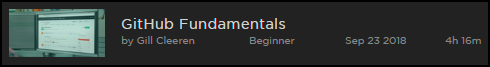 GitHub Fundamentals
by Gill Cleeren Beginner Sep 23 2018 4h 16m